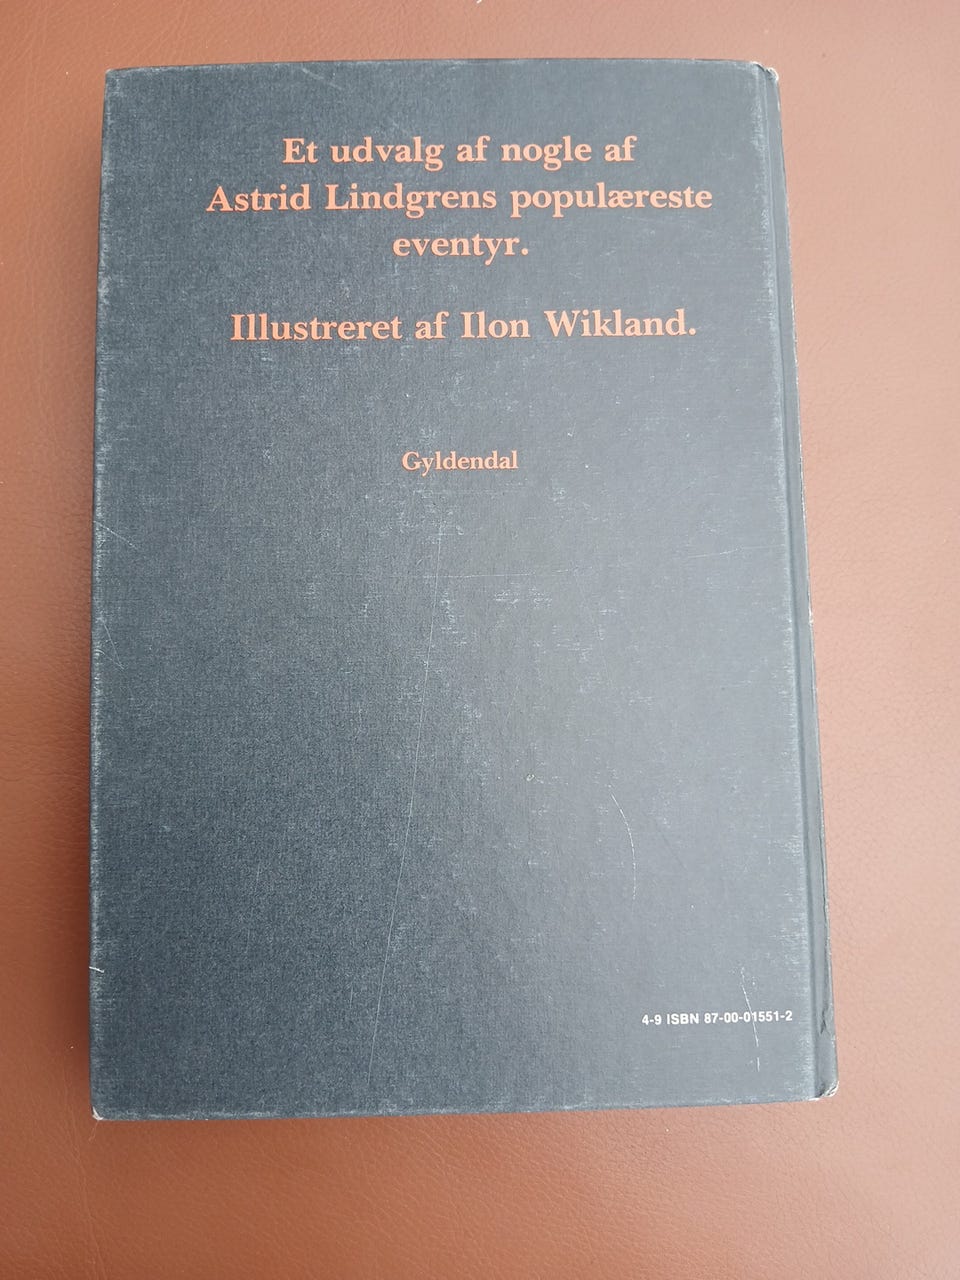 Et udvalg af nogle af
Astrid Lindgrens populæreste
eventyr.
Illustreret af Ilon Wikland.
Gyldendal
4-9 ISBN 87-00-01551-2